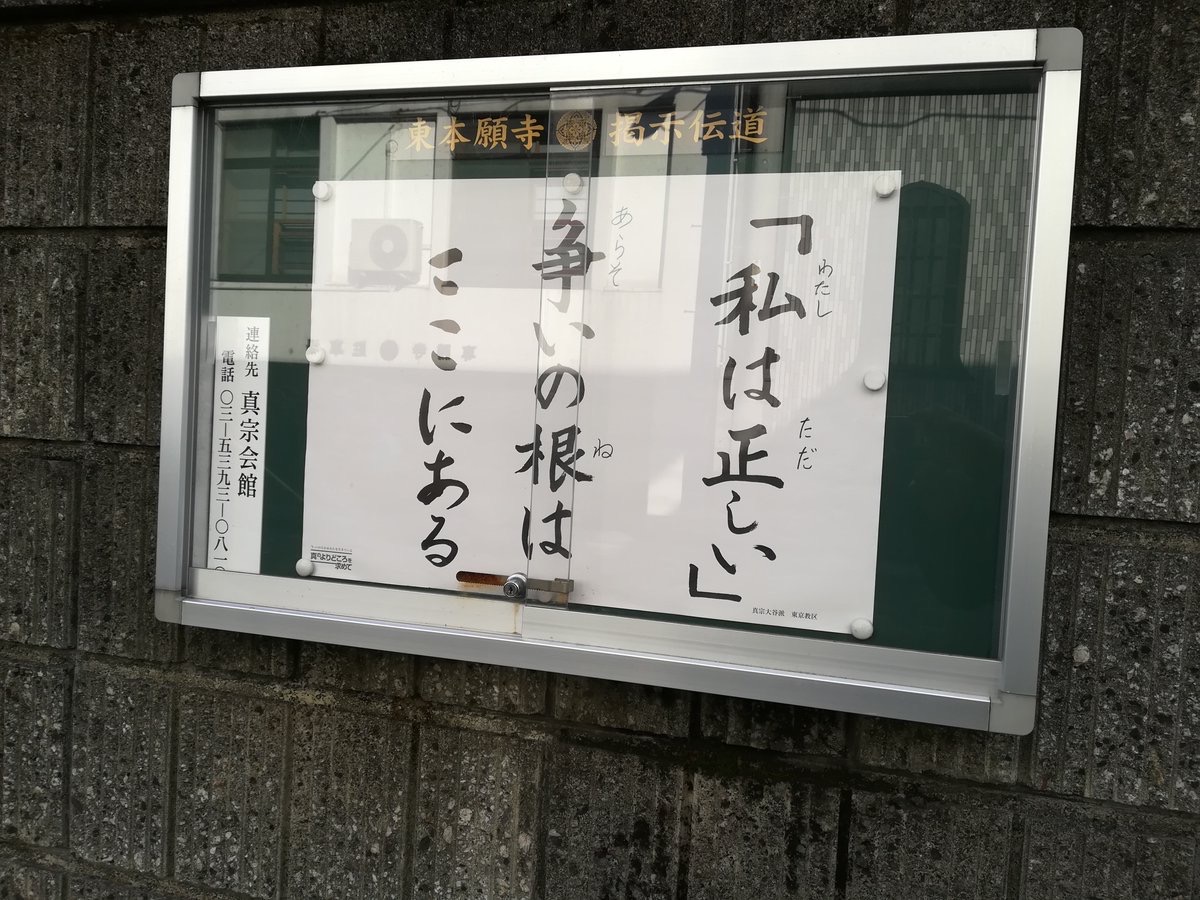 東本願寺 掲示伝道
「私は正しい」
わたし
ただ
争いの根は
あらそ
ね
ここにある
真宗大谷派 東京教区
真のよりどころを
求めて
連絡先 真宗会館
電話 〇三―五三九三―〇八一〇